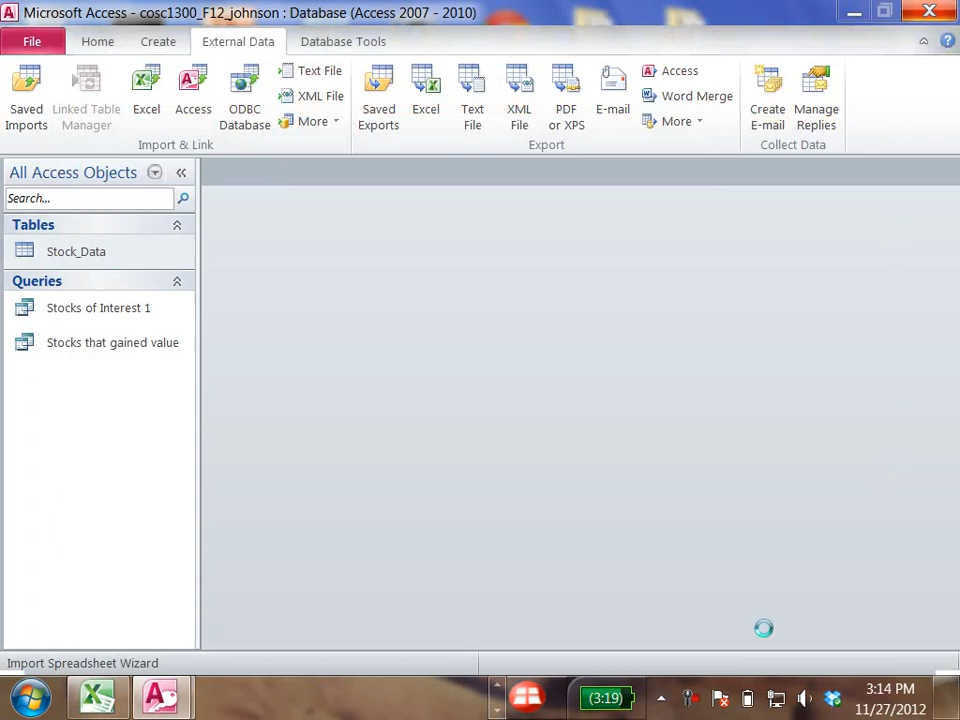 Microsoft Access - cosc1300_F12_johnson : Database (Access 2007 - 2010)
File Home Create External Data Database Tools
Saved Imports
Linked Table Manager
Excel
Access
ODBC Database
Text File
XML File
More
Import & Link
Saved Exports
Excel
Text File
XML File
PDF or XPS
E-mail
Access
Word Merge
More
Export
Create E-mail
Manage Replies
Collect Data
All Access Objects
Search...
Tables
Stock_Data
Queries
Stocks of Interest 1
Stocks that gained value
Import Spreadsheet Wizard
(3:19)
3:14 PM
11/27/2012